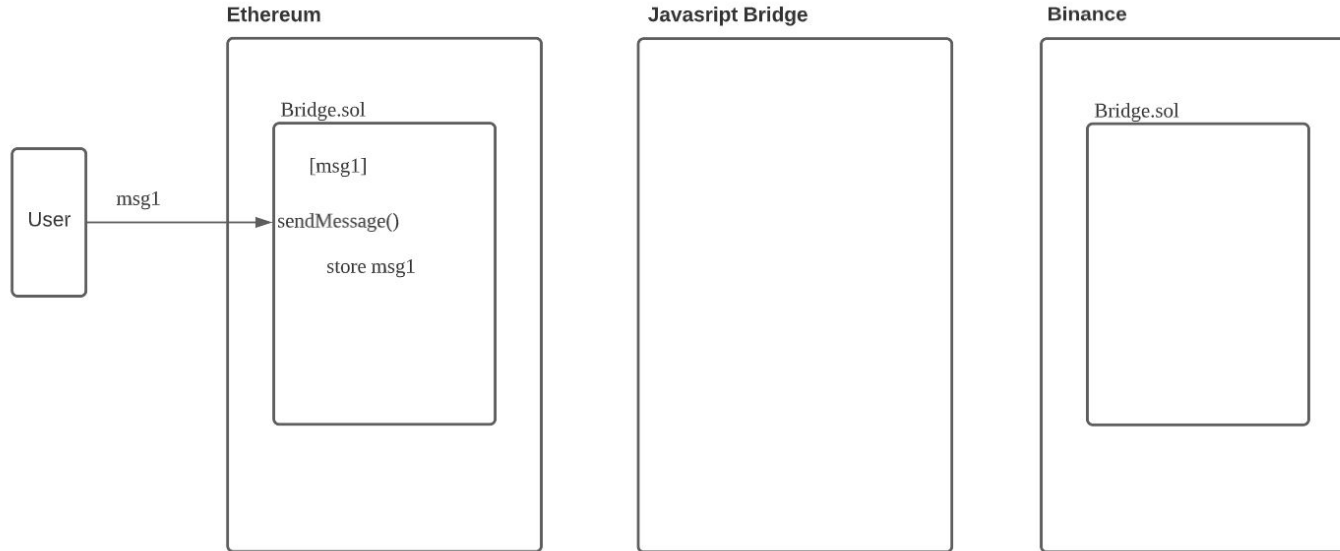 Ethereum
Javasript Bridge
Binance
Bridge.sol
Bridge.sol
[msg1]
msg1
User
sendMessage()
store msg1